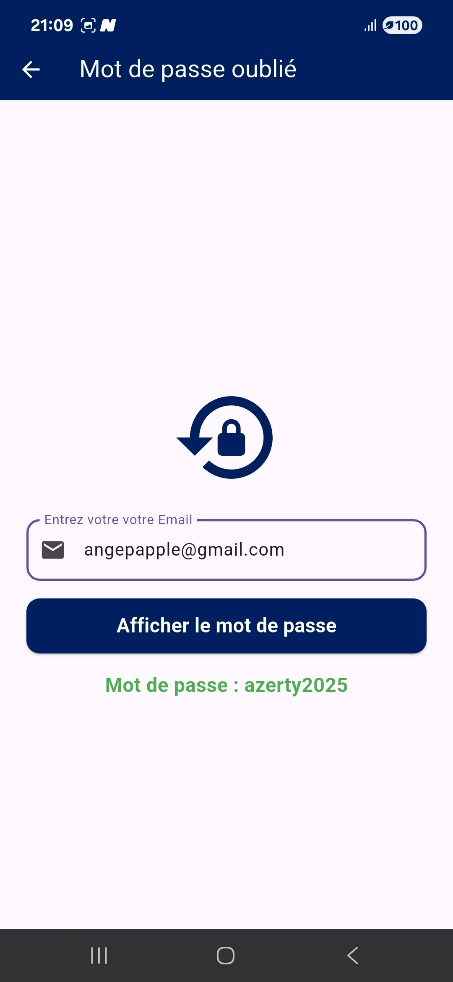 21:09
100
Mot de passe oublié
Entrez votre votre Email
angepapple@gmail.com
Afficher le mot de passe
Mot de passe : azerty2025